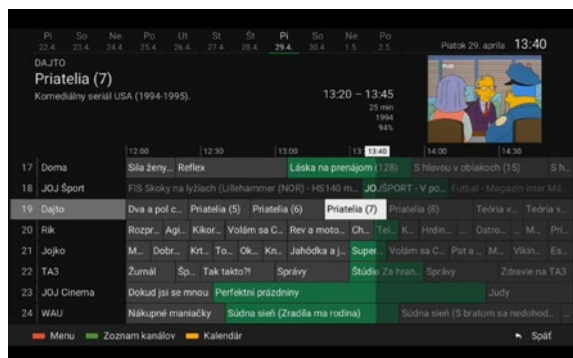 Pi So Ne Po Ut St Št Pi So Ne Po
22.4. 23.4. 24.4. 25.4. 26.4. 27.4. 28.4. 29.4. 30.4. 1.5. 2.5.
Piatok 29. apríla 13:40
DAJTO
Priatelia (7)
Komediálny seriál USA (1994-1995).
13:20 – 13:45
25 min
1994
94%
12:00 12:30 13:00 13: 13:40 14:00 14:30
17 Doma Sila ženy... Reflex Láska na prenájom (128) S hlavou v oblakoch (15) S h...
18 JOJ Šport FIS Skoky na lyžiach (Lillehammer (NOR) - HS140 m... JOJŠPORT - V po... Futbal - Magazín Inter Mil...
19 Dajto Dva a pol c... Priatelia (5) Priatelia (6) Priatelia (7) Priatelia (8) Teória v... Teória v...
20 Rik Rozpr... Agi... Kikor... Volám sa C... Rev a moto... Ch... Tel... K... Hrdin... ... Ostro... ... M... Pri...
21 Jojko M... Dobr... Krt... To... Ok... Kn... Jahôdka a j... Super... Volám sa C... Pat a ... M... Vikin... Es...
22 TA3 Žurnál Šp... Tak takto?! Správy Štúdio Za hran... Správy Zdravie na TA3
23 JOJ Cinema Dokud jsi se mnou Perfektní prázdniny Judy
24 WAU Nákupné maniačky Súdna sieň (Zradila ma rodina) Súdna sieň (S bratom sa nedohod... ...
Menu Zoznam kanálov Kalendár Späť